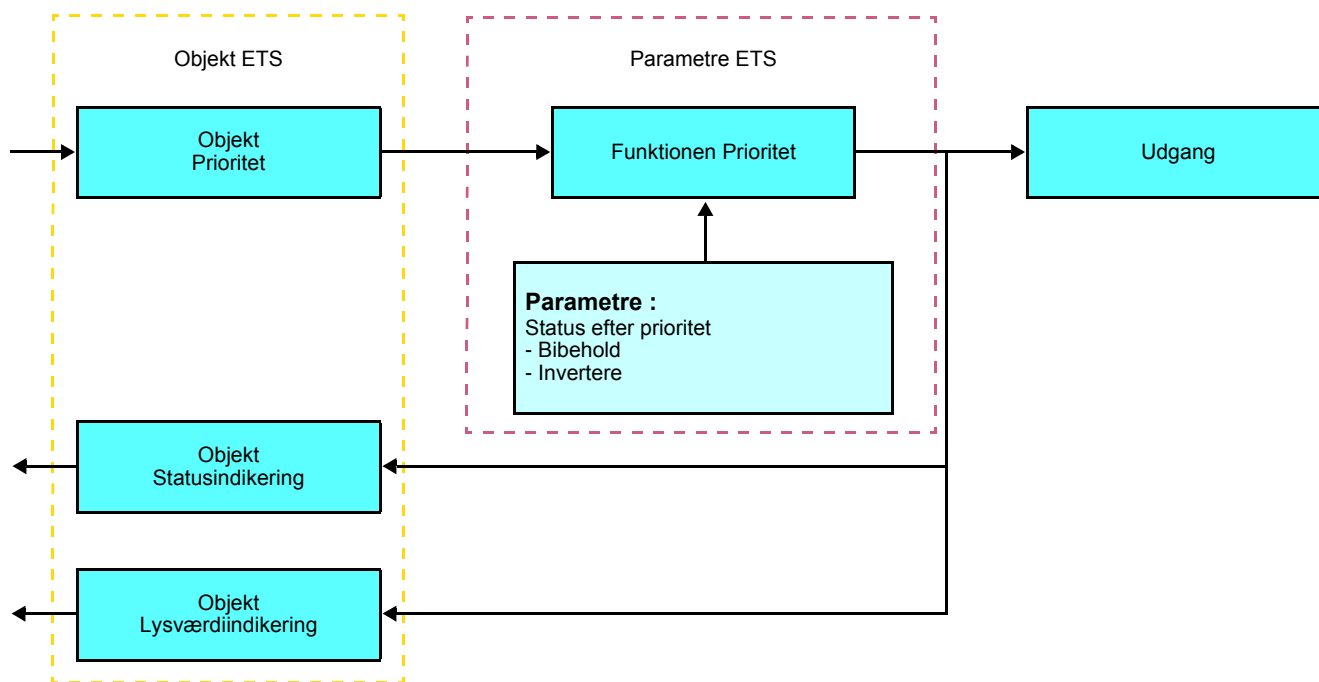 Objekt ETS
Parametre ETS
Objekt
Prioritet
Funktionen Prioritet
Udgang
Parametre :
Status efter prioritet
- Bibehold
- Invertere
Objekt
Statusindikering
Objekt
Lysværdiindikering